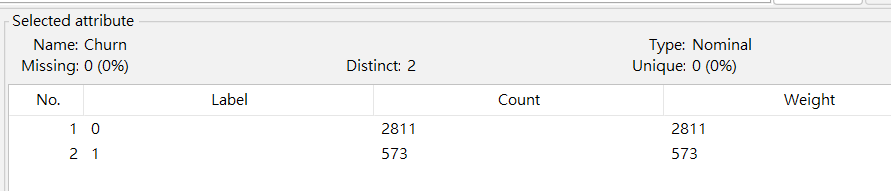 Selected attribute
Name: Churn Type: Nominal
Missing: 0 (0%) Distinct: 2 Unique: 0 (0%)
No. Label Count Weight
1 0 2811 2811
2 1 573 573